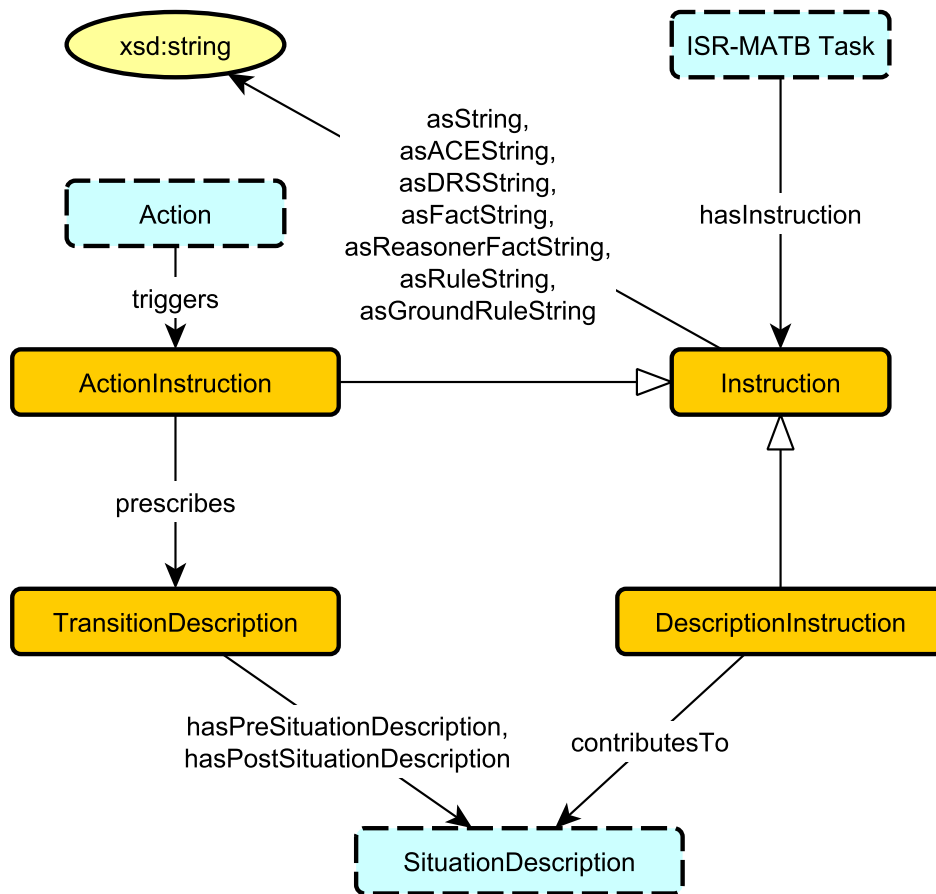 xsd:string
ISR-MATB Task
asString,
asACEString,
asDRSString,
asFactString,
asReasonerFactString,
asRuleString,
asGroundRuleString
Action
hasInstruction
triggers
ActionInstruction
Instruction
prescribes
TransitionDescription
DescriptionInstruction
hasPreSituationDescription,
hasPostSituationDescription
contributesTo
SituationDescription